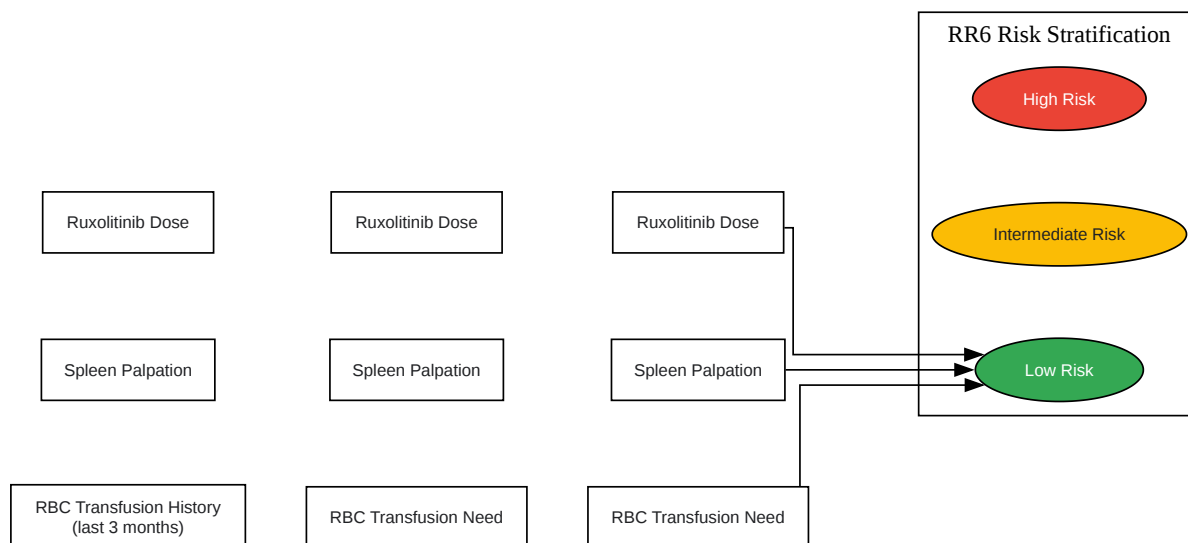 RR6 Risk Stratification
High Risk
Ruxolitinib Dose
Ruxolitinib Dose
Ruxolitinib Dose
Intermediate Risk
Spleen Palpation
Spleen Palpation
Spleen Palpation
Low Risk
RBC Transfusion History
(last 3 months)
RBC Transfusion Need
RBC Transfusion Need